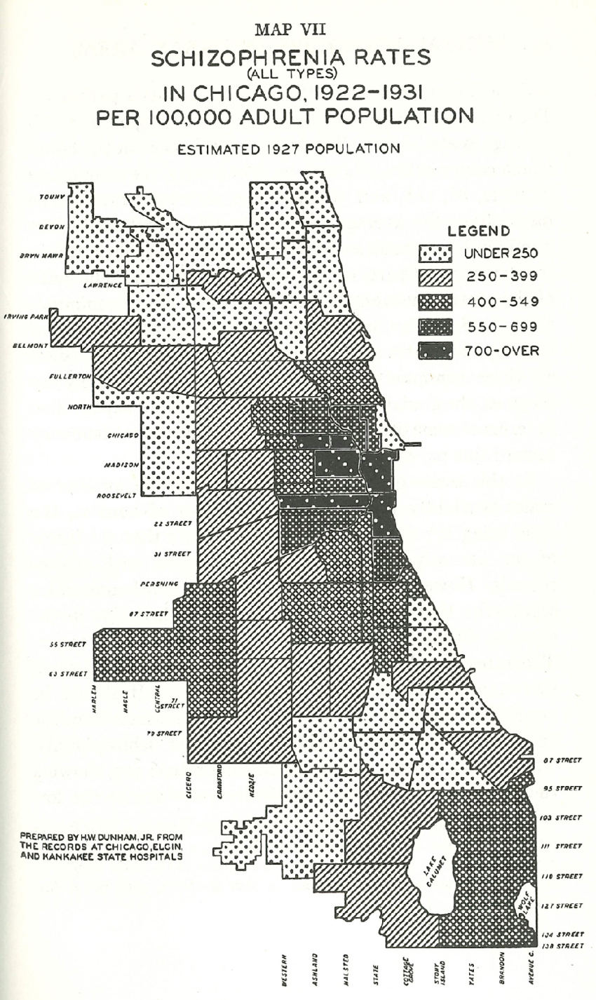 MAP VII
SCHIZOPHRENIA RATES
(ALL TYPES)
IN CHICAGO, 1922-1931
PER 100,000 ADULT POPULATION
ESTIMATED 1927 POPULATION
LEGEND
UNDER 250
250-399
400-549
550-699
700-OVER
TOUHY
DEVON
BRYN MAWR
LAWRENCE
IRVING PARK
BELMONT
FULLERTON
NORTH
CHICAGO
MADISON
ROOSEVELT
22 STREET
31 STREET
PERSHING
47 STREET
55 STREET
63 STREET
HARLEM
NAGLE
CENTRAL
71 STREET
79 STREET
CICERO
CRAWFORD
KEDZIE
87 STREET
95 STREET
103 STREET
111 STREET
119 STREET
127 STREET
134 STREET
138 STREET
LAKE
CALUMET
WOLF
LAKE
PREPARED BY H.W. DUNHAM, JR. FROM
THE RECORDS AT CHICAGO, ELGIN,
AND KANKAKEE STATE HOSPITALS
WESTERN
ASHLAND
HALSTED
STATE
COTTAGE
GROVE
STONY
ISLAND
YATES
BRANDON
AVENUE C.